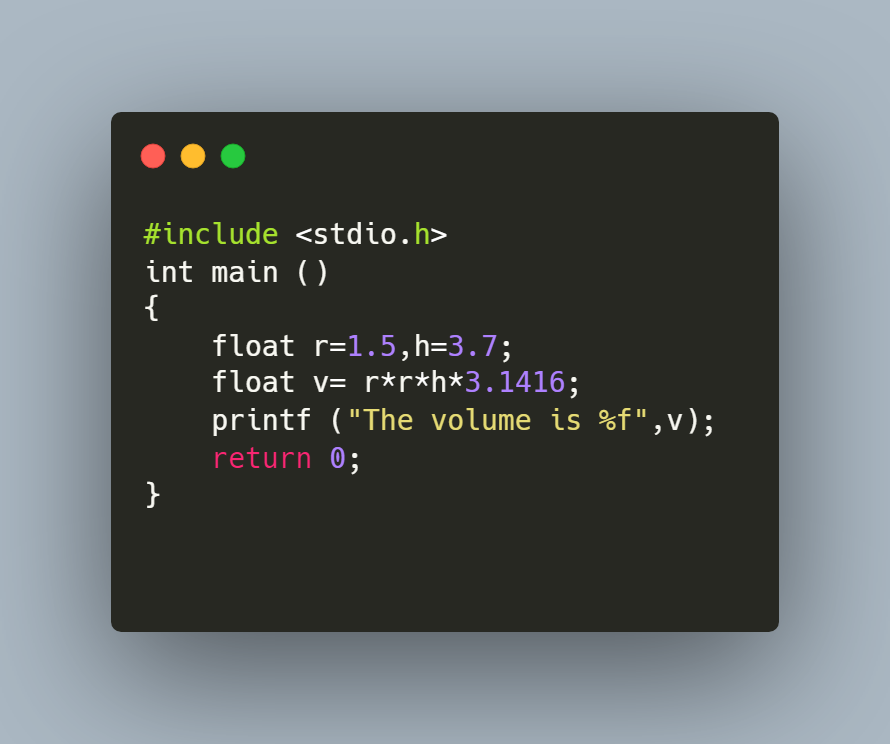 #include <stdio.h>
int main ()
{
    float r=1.5,h=3.7;
    float v= r*r*h*3.1416;
    printf ("The volume is %f",v);
    return 0;
}